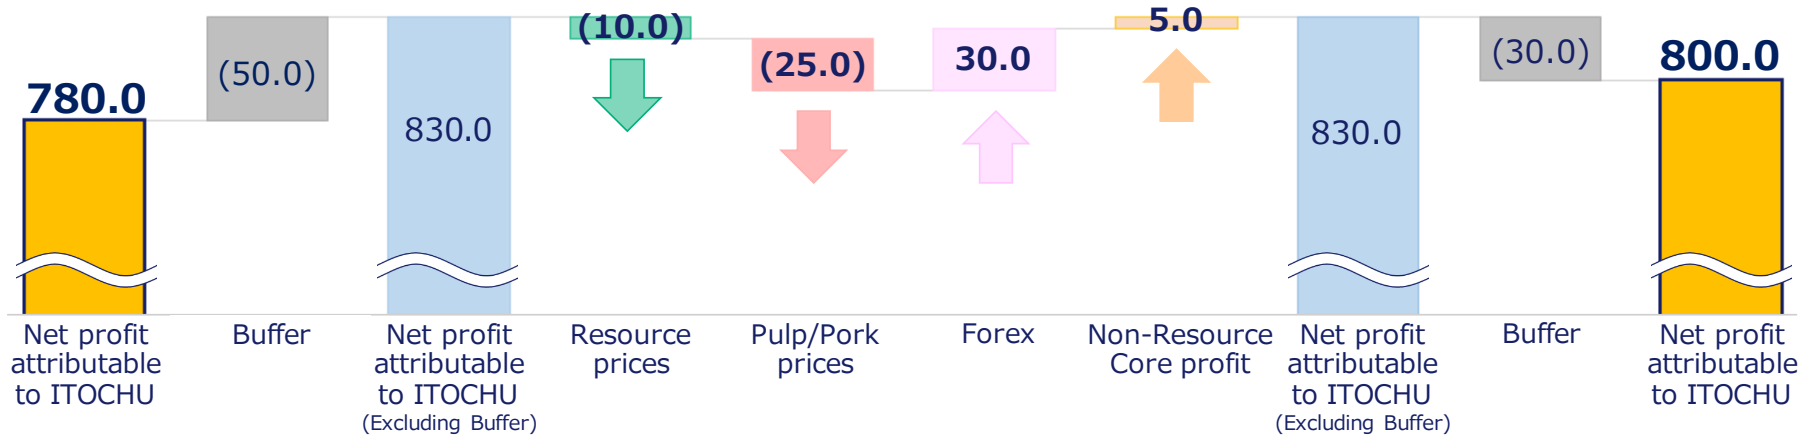 780.0
(50.0)
830.0
(10.0)
(25.0)
30.0
5.0
830.0
(30.0)
800.0
Net profit
attributable
to ITOCHU
Buffer
Net profit
attributable
to ITOCHU
(Excluding Buffer)
Resource
prices
Pulp/Pork
prices
Forex
Non-Resource
Core profit
Net profit
attributable
to ITOCHU
(Excluding Buffer)
Buffer
Net profit
attributable
to ITOCHU